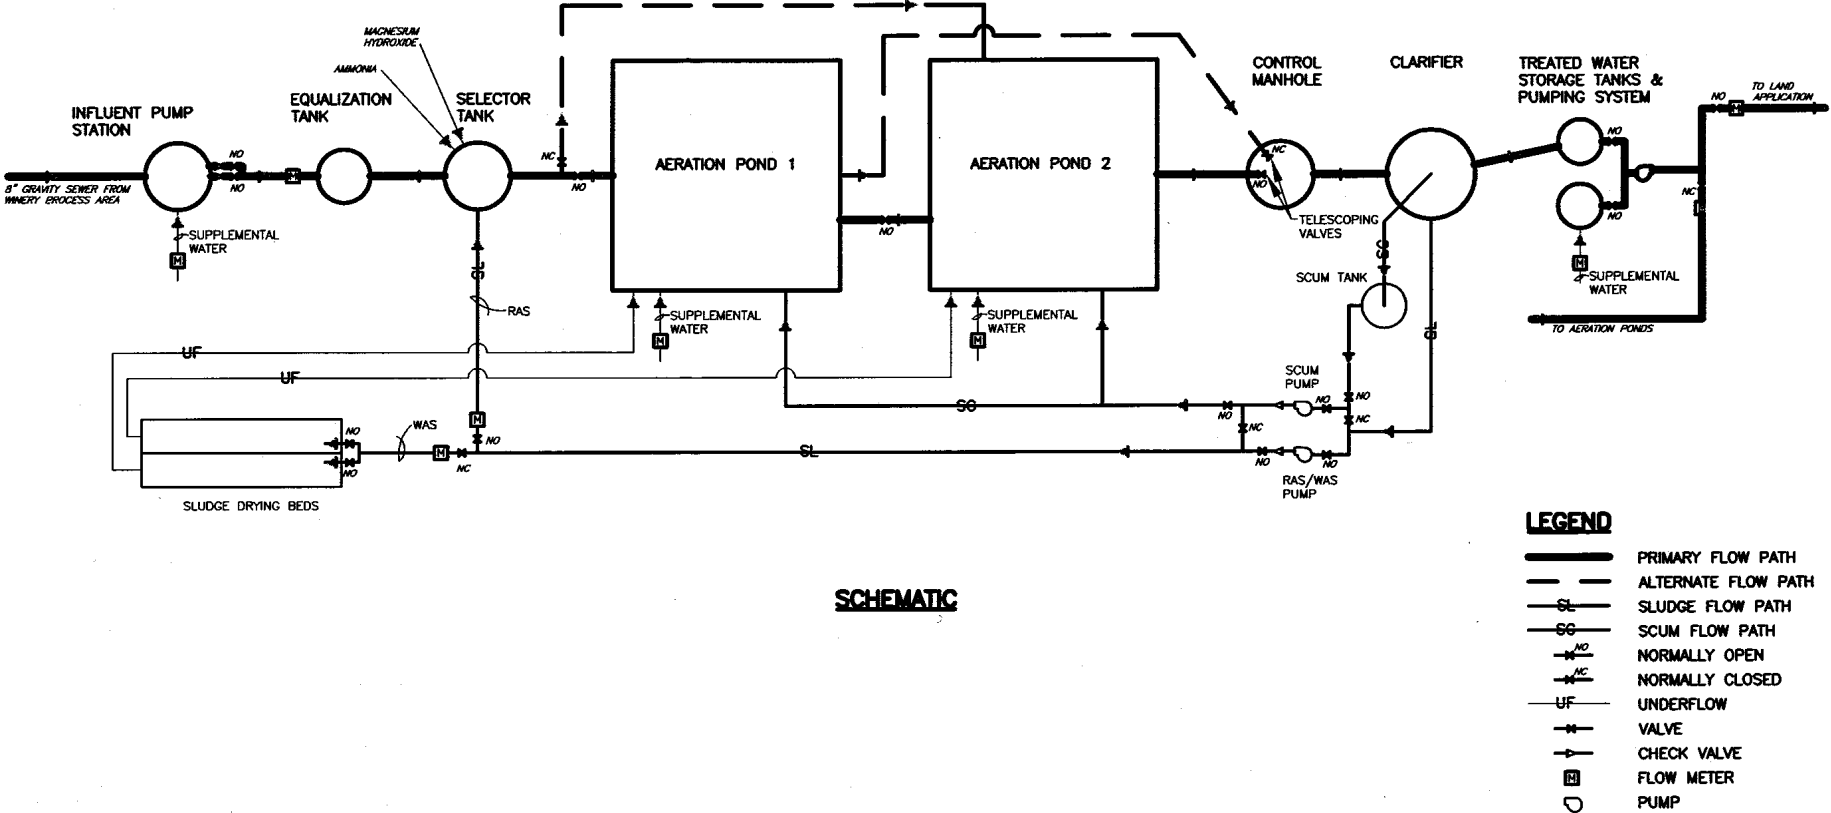 MAGNESIUM
HYDROXIDE
AMMONIA
INFLUENT PUMP
STATION
EQUALIZATION
TANK
SELECTOR
TANK
AERATION POND 1
AERATION POND 2
CONTROL
MANHOLE
CLARIFIER
TREATED WATER
STORAGE TANKS &
PUMPING SYSTEM
TO LAND
APPLICATION
NO
M
8" GRAVITY SEWER FROM
WINERY PROCESS AREA
NO
NO
M
NC
NO
NO
NC
NO
TELESCOPING
VALVES
NO
NO
NC
SUPPLEMENTAL
WATER
M
SL
RAS
SUPPLEMENTAL
WATER
M
SUPPLEMENTAL
WATER
M
SC
SCUM TANK
SL
SUPPLEMENTAL
WATER
M
TO AERATION PONDS
UF
UF
SCUM
PUMP
NO
NO
NC
NO
NC
SC
M
NO
WAS
NO
NO
M
NC
SL
NO
NO
RAS/WAS
PUMP
SLUDGE DRYING BEDS
SCHEMATIC
LEGEND
PRIMARY FLOW PATH
ALTERNATE FLOW PATH
SL SLUDGE FLOW PATH
SC SCUM FLOW PATH
NO NORMALLY OPEN
NC NORMALLY CLOSED
UF UNDERFLOW
VALVE
CHECK VALVE
M FLOW METER
PUMP